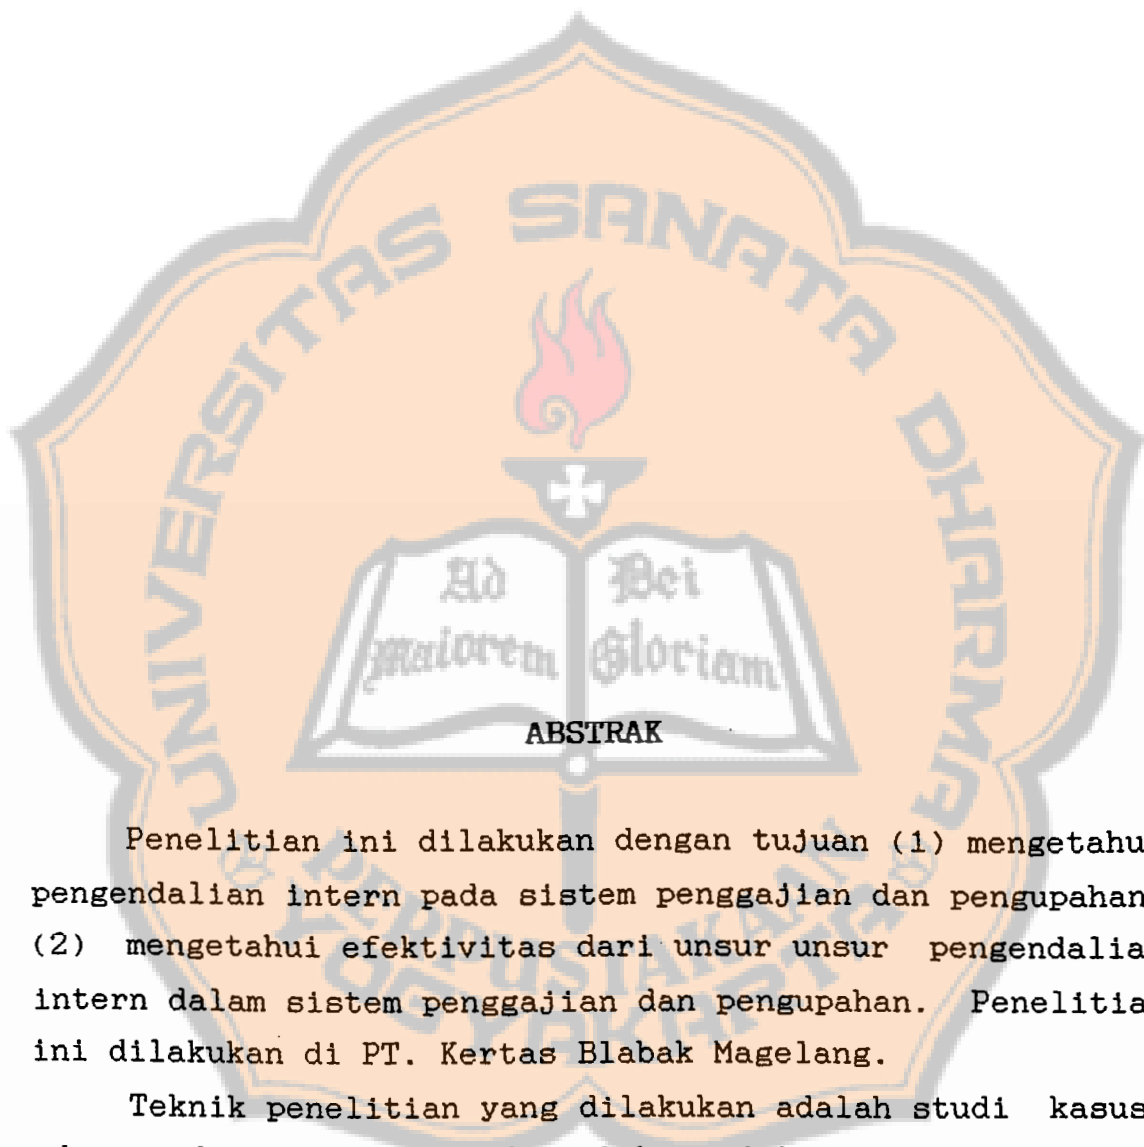 UNIVERSITAS SANATA DHARMA
Ad Dei
maiorem Gloriam
ABSTRAK
Penelitian ini dilakukan dengan tujuan (1) mengetahu
pengendalian intern pada sistem penggajian dan pengupahan
(2) mengetahui efektivitas dari unsur unsur pengendalia
intern dalam sistem penggajian dan pengupahan. Penelitia
ini dilakukan di PT. Kertas Blabak Magelang.
Teknik penelitian yang dilakukan adalah studi kasus
PERPUSTAKAAN
YOGYAKARTA